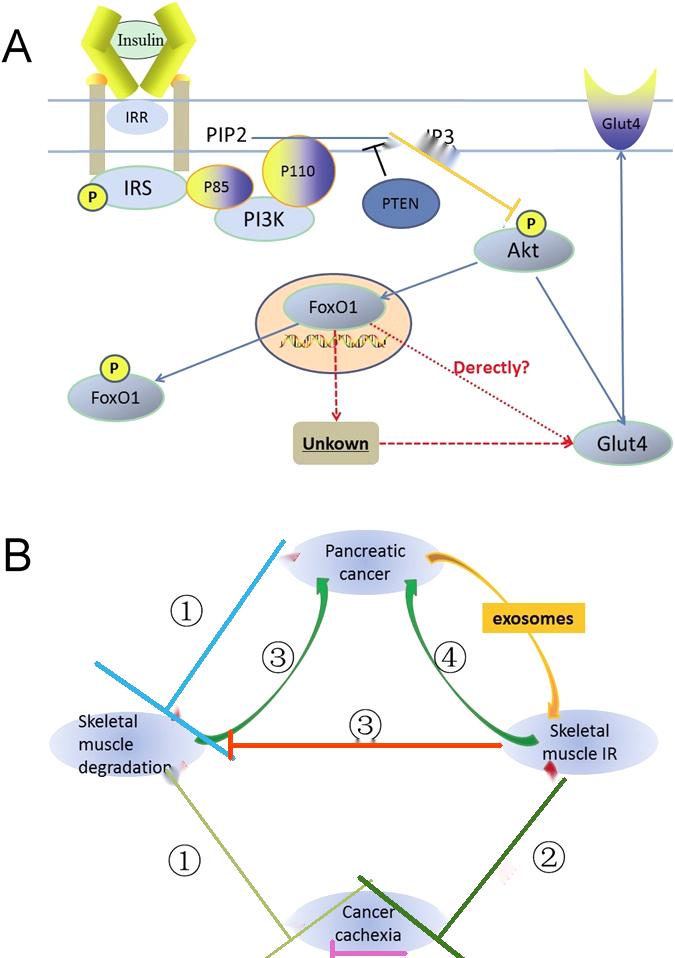 A
Insulin
IRR
Glut4
PIP2
P110
P85
IRS
P
PI3K
PTEN
P
Akt
FoxO1
Derectly?
P
FoxO1
Unkown
Glut4
B
Pancreatic
cancer
①
exosomes
③
④
Skeletal
muscle
degradation
③
Skeletal
muscle IR
①
②
Cancer
cachexia